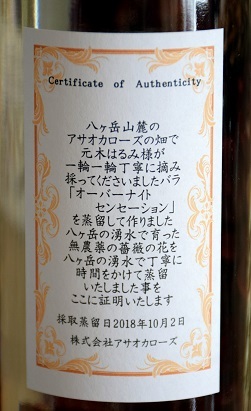 Certificate of Authenticity
八ヶ岳山麓の
アサオカローズの畑で
元木はるみ様が
一輪一輪丁寧に摘み
採ってくださいましたバラ
「オーバーナイト
センセーション」
を蒸留して作りました
八ヶ岳の湧水で育った
無農薬の薔薇の花を
八ヶ岳の湧水で丁寧に
時間をかけて蒸留
いたしました事を
ここに証明いたします
採取蒸留日2018年10月2日
株式会社アサオカローズ